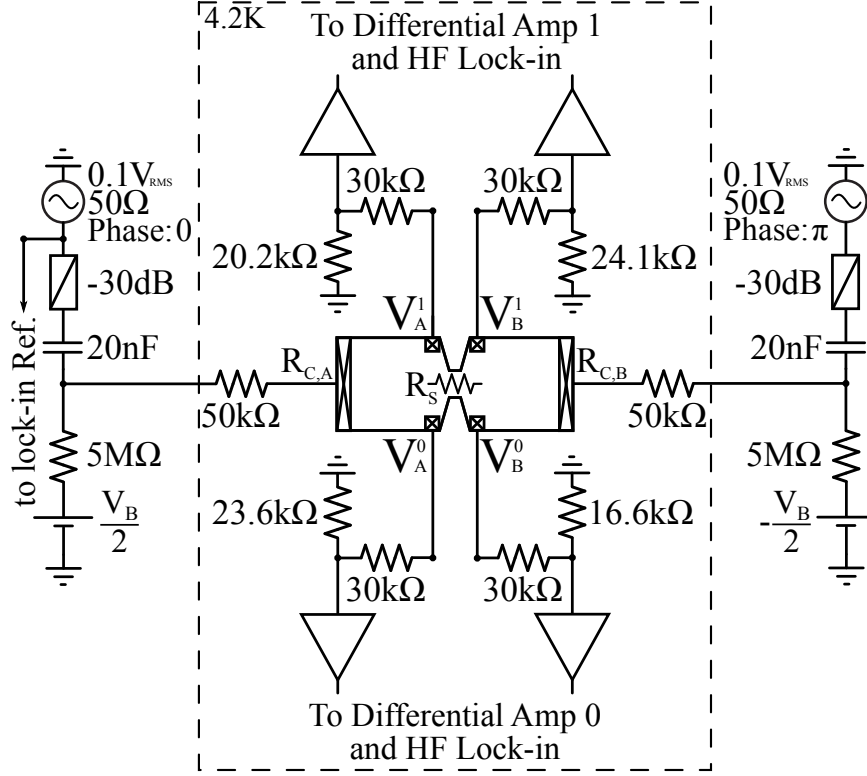 4.2K
To Differential Amp 1
and HF Lock-in
0.1V_RMS
50Ω
Phase: 0
-30dB
20nF
to lock-in Ref.
5MΩ
V_B
2
30kΩ
30kΩ
20.2kΩ
24.1kΩ
V_A^1
V_B^1
R_C,A
R_S
R_C,B
50kΩ
50kΩ
V_A^0
V_B^0
23.6kΩ
16.6kΩ
30kΩ
30kΩ
To Differential Amp 0
and HF Lock-in
0.1V_RMS
50Ω
Phase: π
-30dB
20nF
5MΩ
-V_B
2